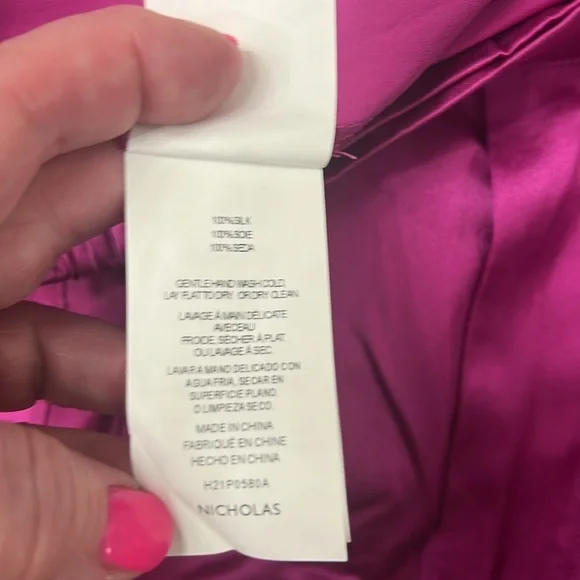 100% SILK
100% SOIE
100% SEDA
GENTLE HAND WASH COLD,
LAY FLAT TO DRY. OR DRY CLEAN.
LAVAGE À MAIN DÉLICATE
AVEC EAU
FROIDE, SÉCHER À PLAT.
OU LAVAGE À SEC.
LAVAR A MANO DELICADO CON
AGUA FRIA, SECAR EN
SUPERFICIE PLANO.
O LIMPIEZA SECO.
MADE IN CHINA
FABRIQUÉ EN CHINE
HECHO EN CHINA
H21P0580A
NICHOLAS